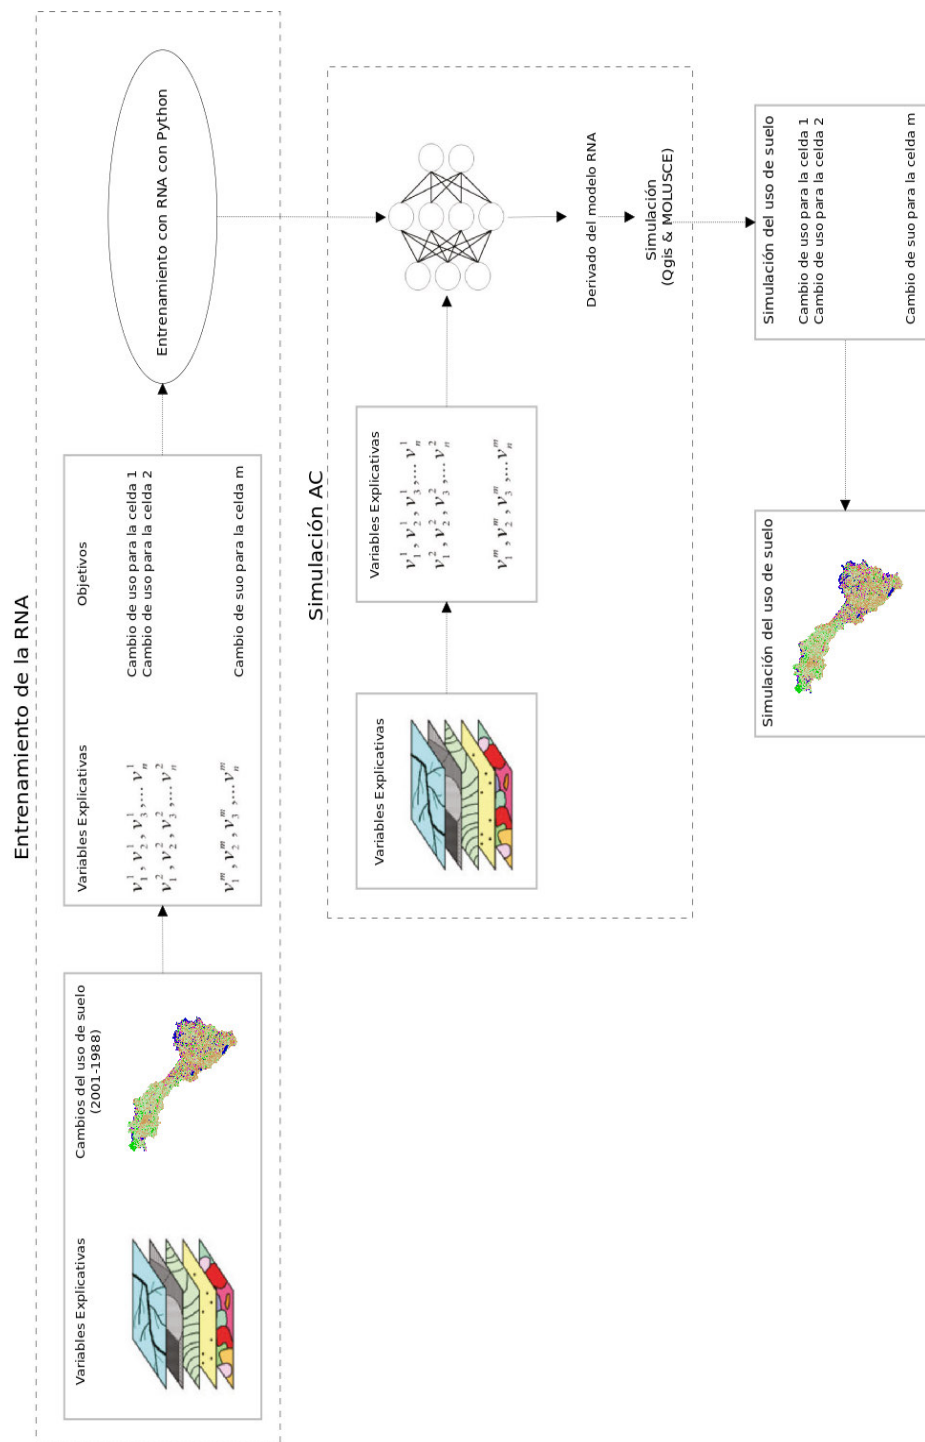 Entrenamiento de la RNA
Variables Explicativas
Cambios del uso de suelo
(2001-1988)
Variables Explicativas
v₁¹, v₂¹, v₃¹,... vₙ¹
v₁², v₂², v₃²,... vₙ²
v₁ᵐ, v₂ᵐ, v₃ᵐ,... vₙᵐ
Objetivos
Cambio de uso para la celda 1
Cambio de uso para la celda 2
Cambio de suo para la celda m
Entrenamiento con RNA con Python
Simulación AC
Variables Explicativas
Variables Explicativas
v₁¹, v₂¹, v₃¹,... vₙ¹
v₁², v₂², v₃²,... vₙ²
v₁ᵐ, v₂ᵐ, v₃ᵐ,... vₙᵐ
Derivado del modelo RNA
Simulación
(Qgis & MOLUSCE)
Simulación del uso de suelo
Cambio de uso para la celda 1
Cambio de uso para la celda 2
Cambio de suo para la celda m
Simulación del uso de suelo